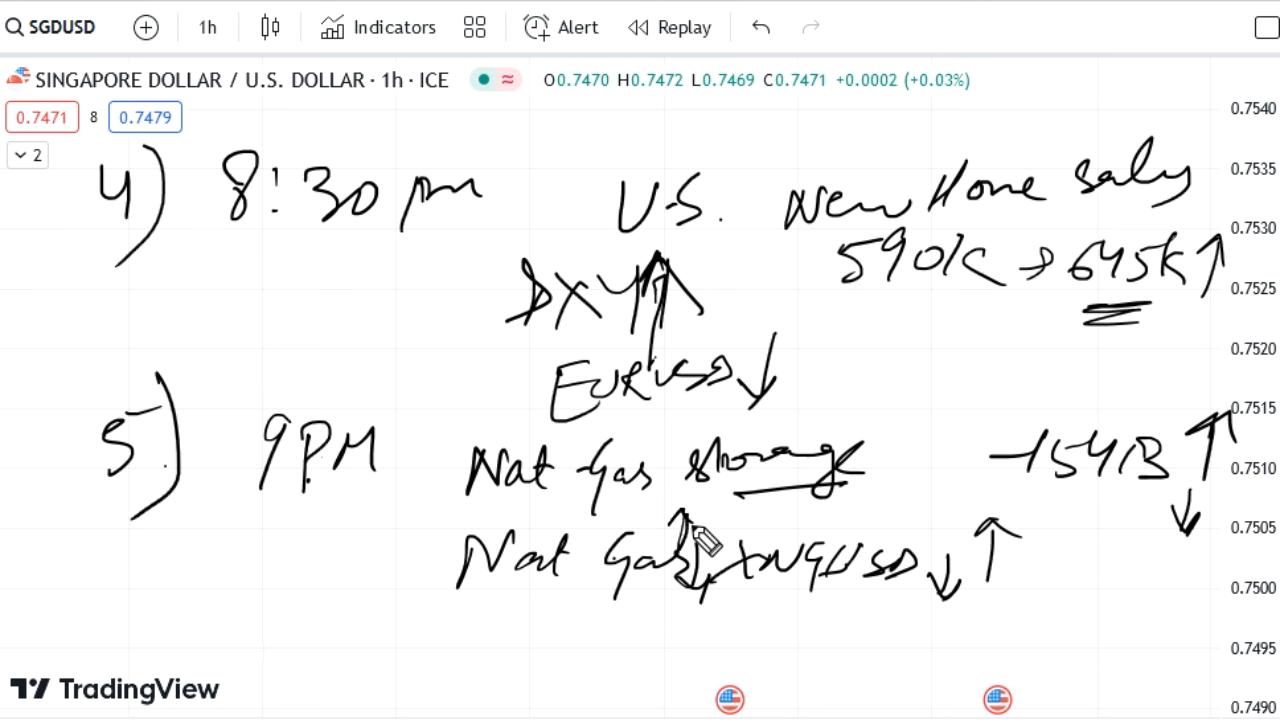 SGDUSD 1h Indicators Alert Replay
SINGAPORE DOLLAR / U.S. DOLLAR · 1h · ICE O0.7470 H0.7472 L0.7469 C0.7471 +0.0002 (+0.03%)
0.7471 8 0.7479
2
0.7540
0.7535
0.7530
0.7525
0.7520
0.7515
0.7510
0.7505
0.7500
0.7495
0.7490
4) 8:30 pm U.S. New Home Sales
590K → 645K ↑
DXY ↑
EURUSD ↓
5) 9PM Nat Gas Storage -154B ↑ ↓
Nat Gas XNGUSD ↓ ↑
TradingView